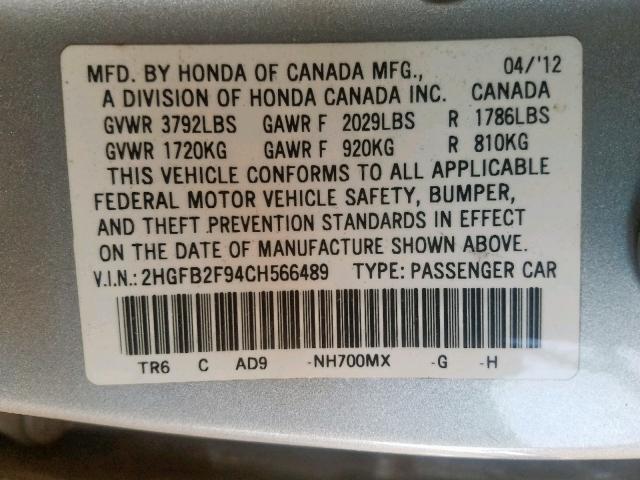 MFD. BY HONDA OF CANADA MFG., 04/'12
A DIVISION OF HONDA CANADA INC. CANADA
GVWR 3792LBS GAWR F 2029LBS R 1786LBS
GVWR 1720KG GAWR F 920KG R 810KG
THIS VEHICLE CONFORMS TO ALL APPLICABLE
FEDERAL MOTOR VEHICLE SAFETY, BUMPER,
AND THEFT PREVENTION STANDARDS IN EFFECT
ON THE DATE OF MANUFACTURE SHOWN ABOVE.
V.I.N.: 2HGFB2F94CH566489 TYPE: PASSENGER CAR
TR6 C AD9 -NH700MX -G -H